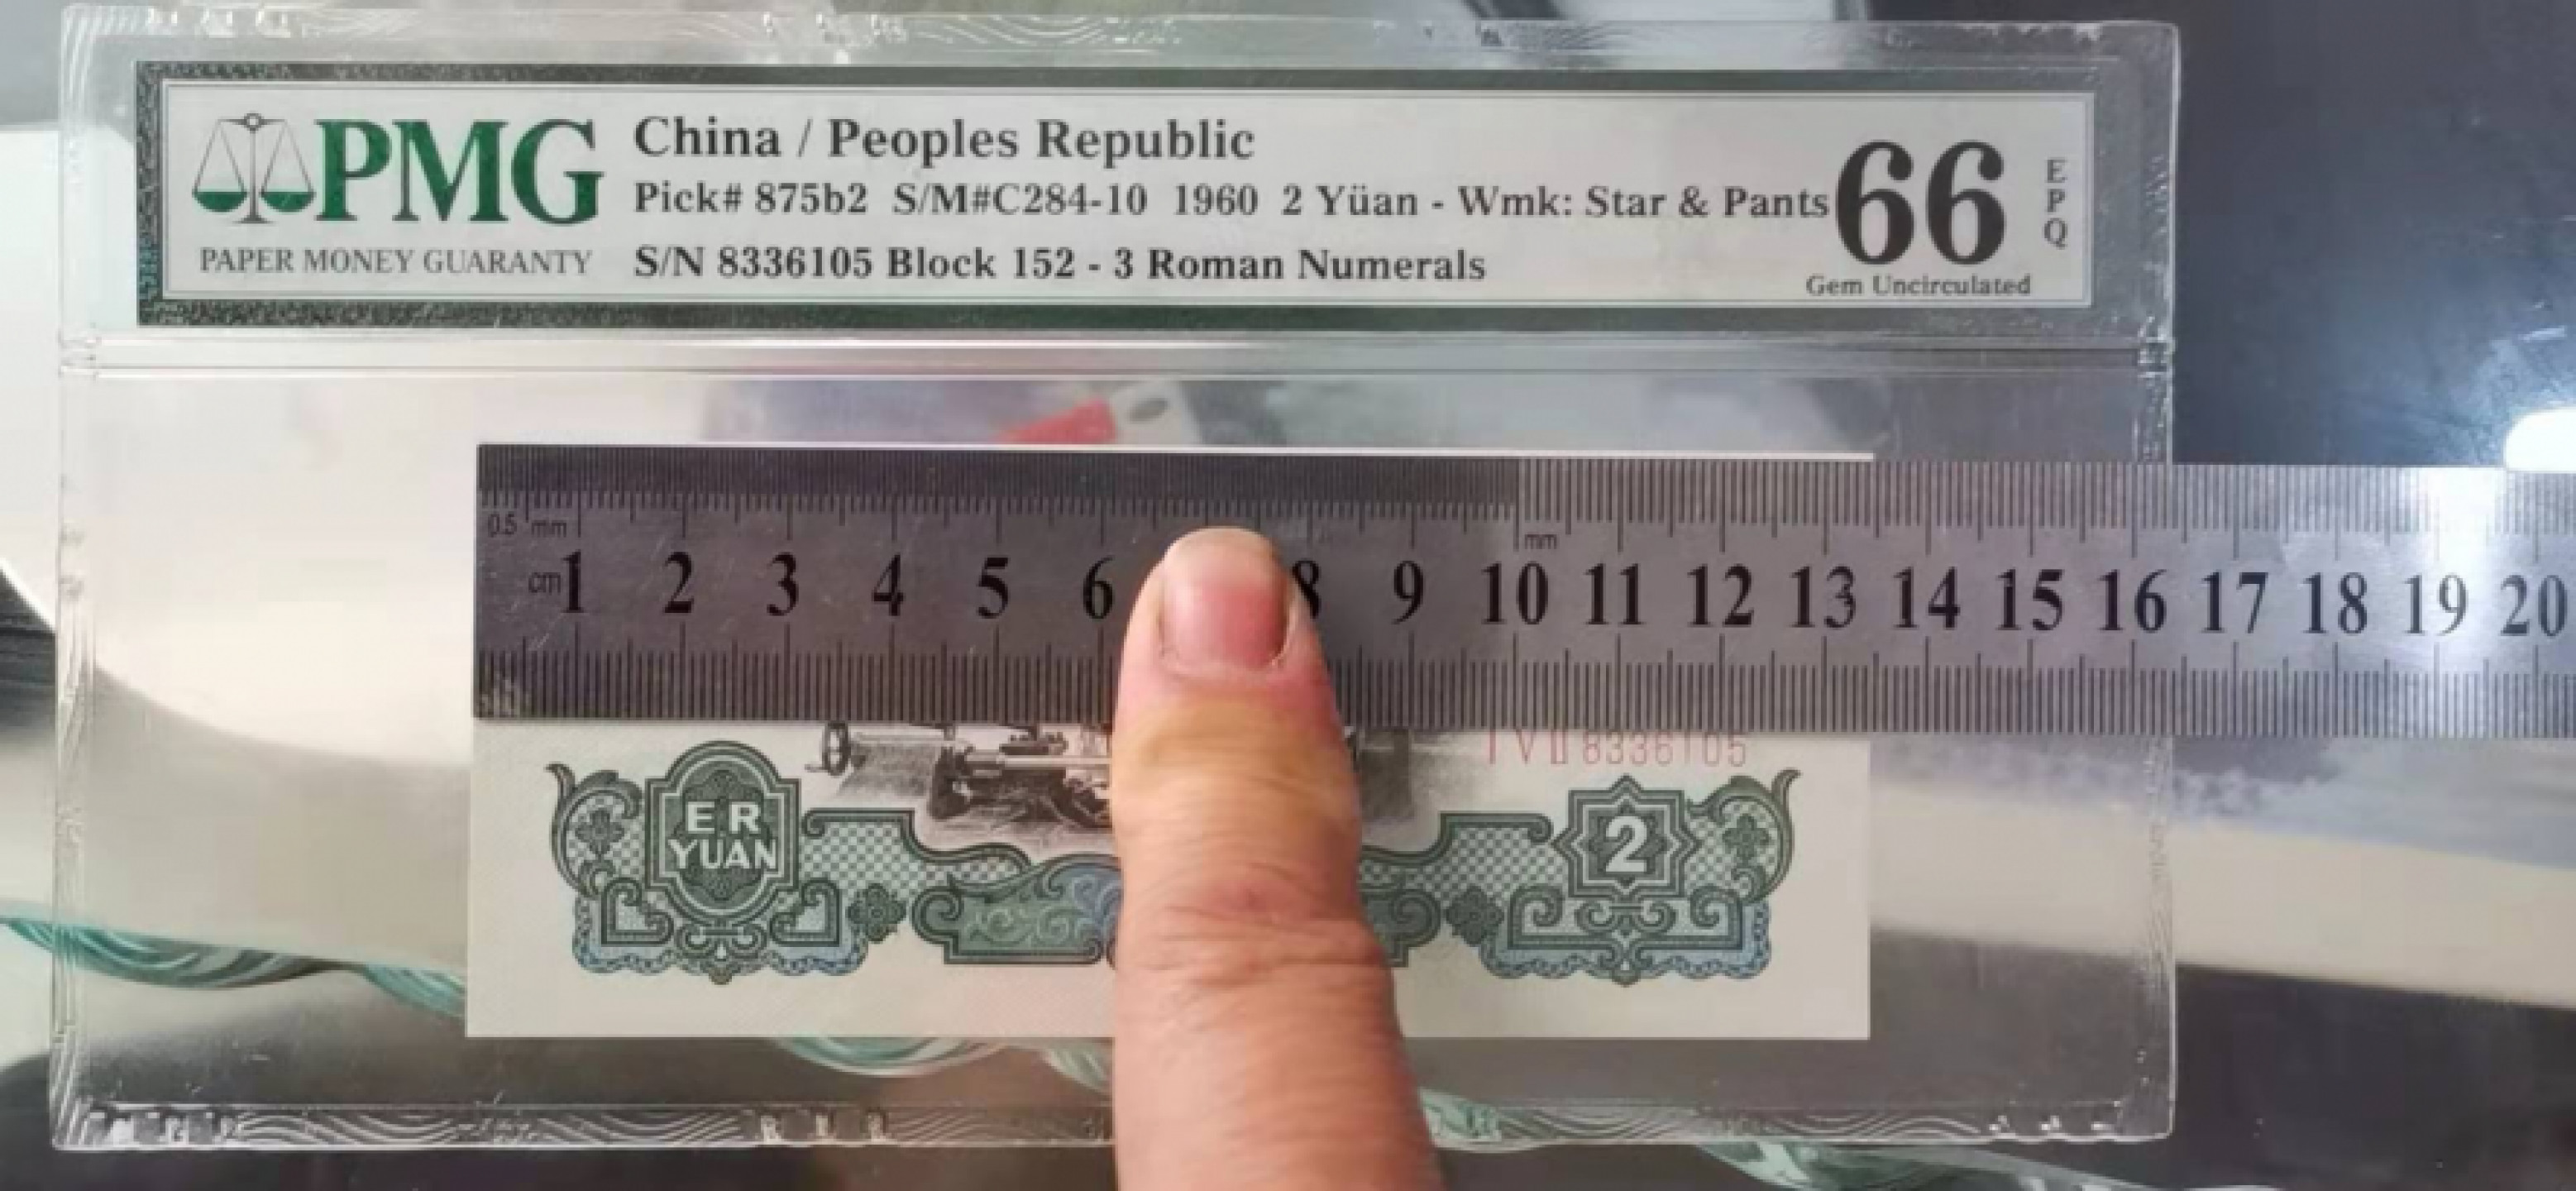 PMG
PAPER MONEY GUARANTY
China / Peoples Republic
Pick# 875b2 S/M#C284-10 1960 2 Yüan - Wmk: Star & Pants
S/N 8336105 Block 152 - 3 Roman Numerals
66
EPQ
Gem Uncirculated
0.5 mm
mm
cm 1 2 3 4 5 6 8 9 10 11 12 13 14 15 16 17 18 19 20
I V II 8336105
ER
YUAN
2